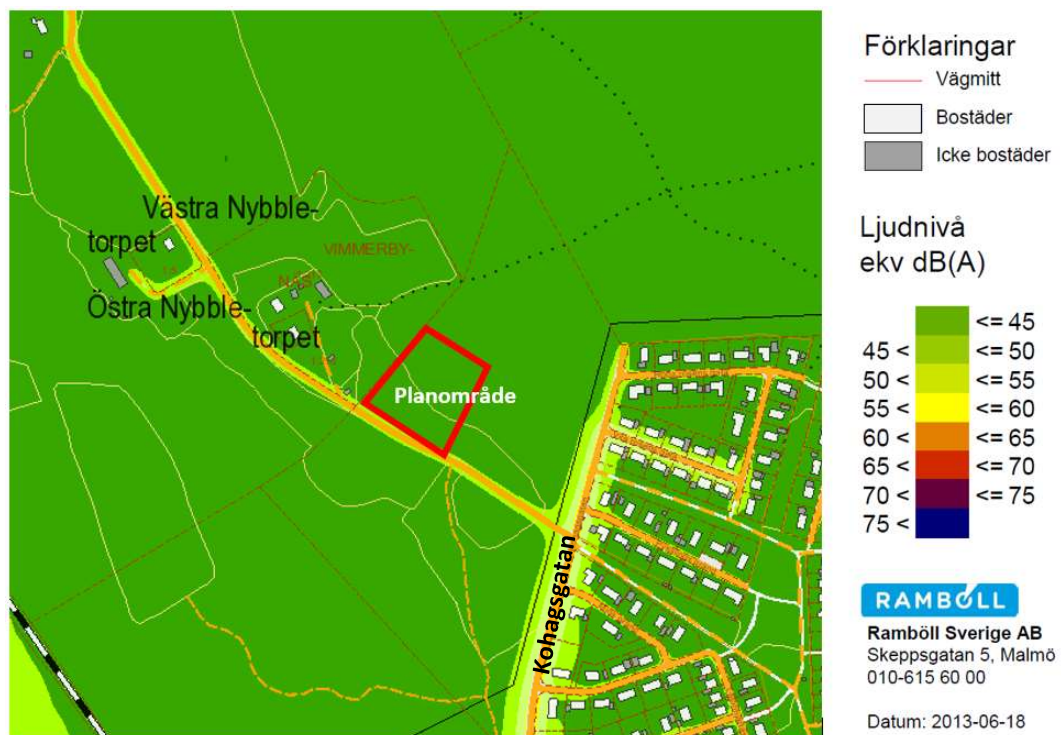 Västra Nybble-
torpet
VIMMERBY-
NÄS
Östra Nybble-
torpet
Planområde
Kohagsgatan
Förklaringar
Vägmitt
Bostäder
Icke bostäder
Ljudnivå
ekv dB(A)
<= 45
45 < <= 50
50 < <= 55
55 < <= 60
60 < <= 65
65 < <= 70
70 < <= 75
75 <
RAMBOLL
Ramböll Sverige AB
Skeppsgatan 5, Malmö
010-615 60 00
Datum: 2013-06-18